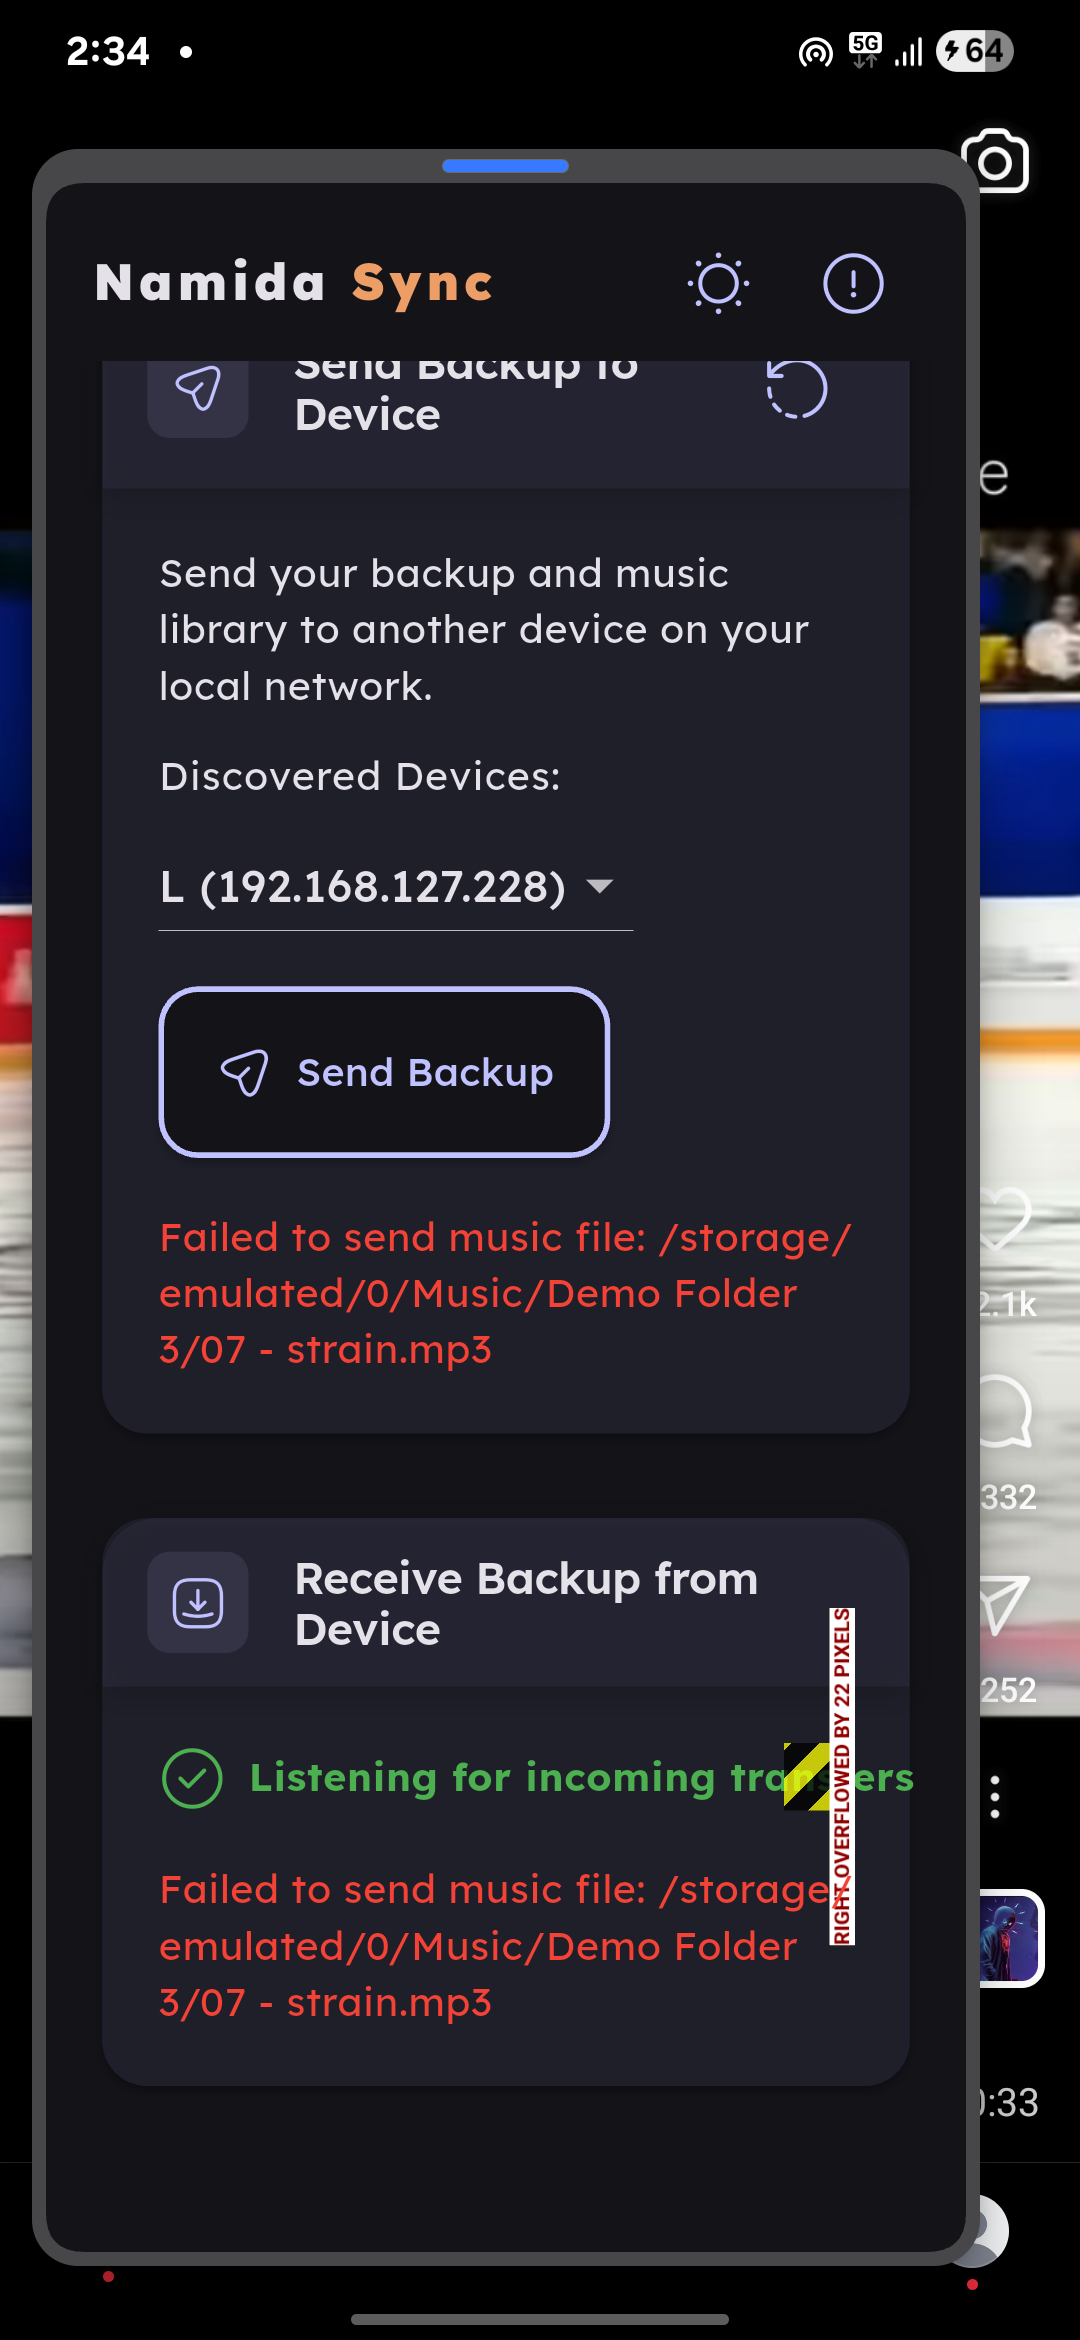 2:34
5G
64
Namida Sync
Send Backup to
Device
e
Send your backup and music
library to another device on your
local network.
Discovered Devices:
L (192.168.127.228)
Send Backup
Failed to send music file: /storage/
emulated/0/Music/Demo Folder
3/07 - strain.mp3
2.1k
332
Receive Backup from
Device
252
RIGHT OVERFLOWED BY 22 PIXELS
Listening for incoming transfers
Failed to send music file: /storage/
emulated/0/Music/Demo Folder
3/07 - strain.mp3
0:33